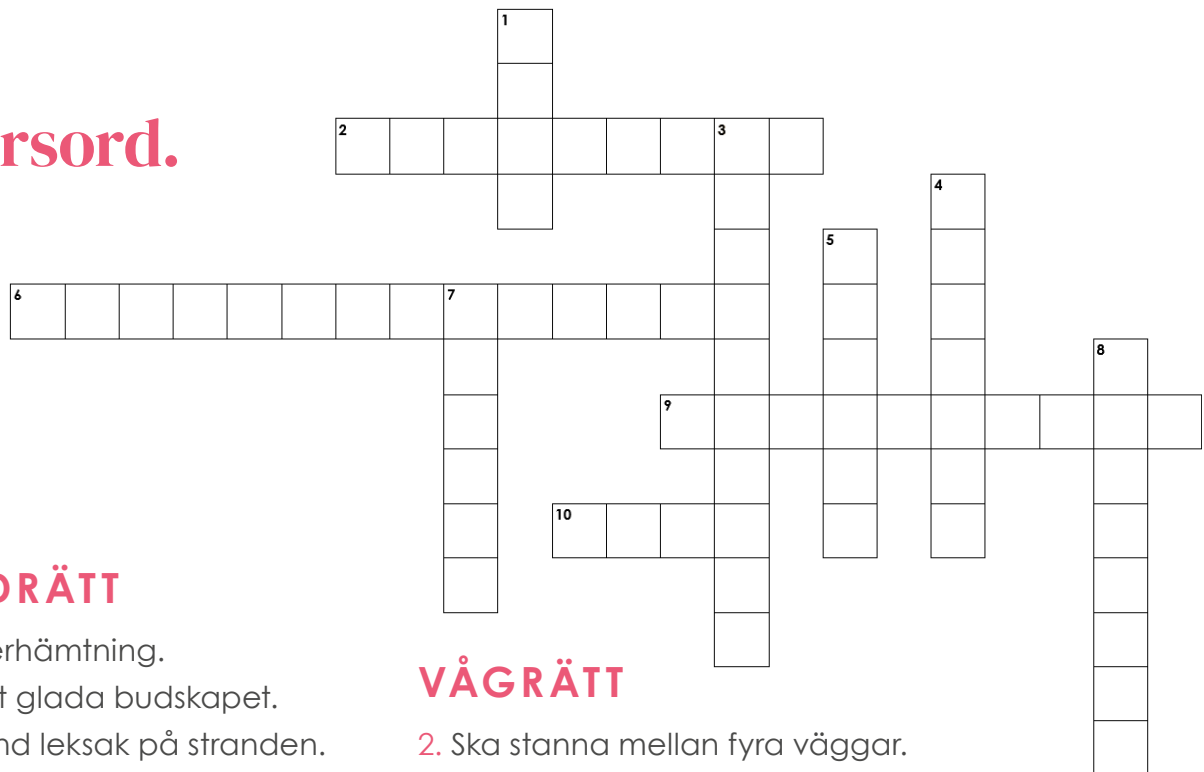 1
rsord.
2 3
4
5
6 7
8
9
10
DRÄTT
erhämtning.
t glada budskapet.
nd leksak på stranden.
VÅGRÄTT
2. Ska stanna mellan fyra väggar.